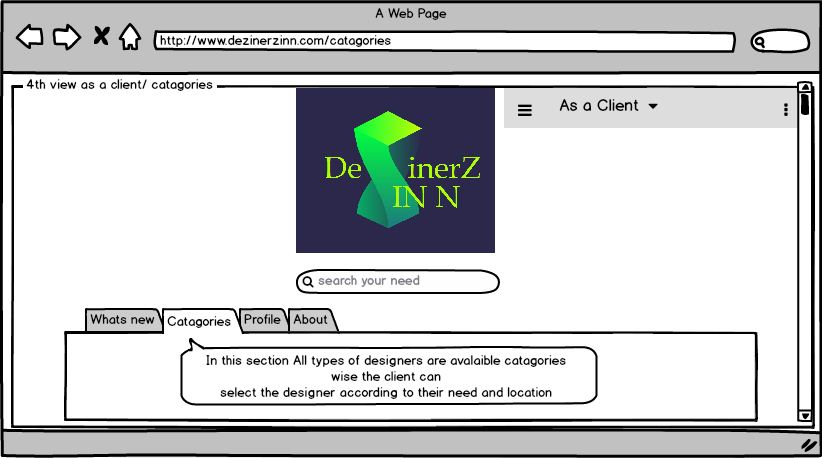 A Web Page
http://www.dezinerzinn.com/catagories
4th view as a client/ catagories
As a Client
De inerZ
IN N
search your need
Whats new
Catagories
Profile
About
In this section All types of designers are avalaible catagories
wise the client can
select the designer according to their need and location